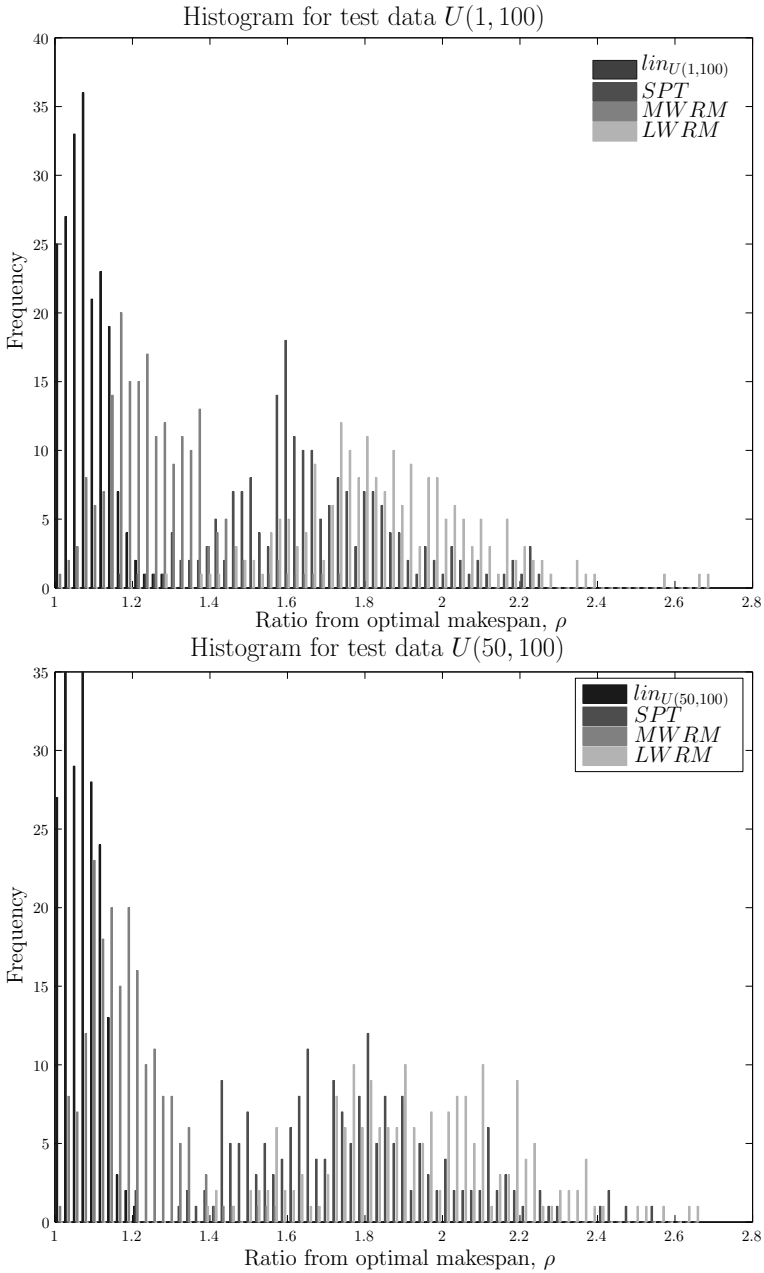 Histogram for test data U(1, 100)
40
35
30
25
20
15
10
5
0
Frequency
lin_{U(1,100)}
SPT
MWRM
LWRM
1 1.2 1.4 1.6 1.8 2 2.2 2.4 2.6 2.8
Ratio from optimal makespan, ρ
Histogram for test data U(50, 100)
35
30
25
20
15
10
5
0
Frequency
lin_{U(50,100)}
SPT
MWRM
LWRM
1 1.2 1.4 1.6 1.8 2 2.2 2.4 2.6 2.8
Ratio from optimal makespan, ρ